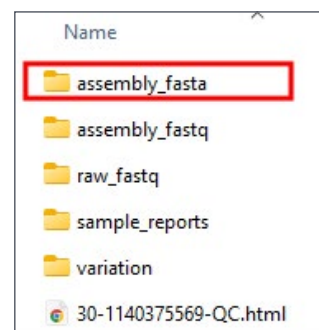 Name
assembly_fasta
assembly_fastq
raw_fastq
sample_reports
variation
30-1140375569-QC.html